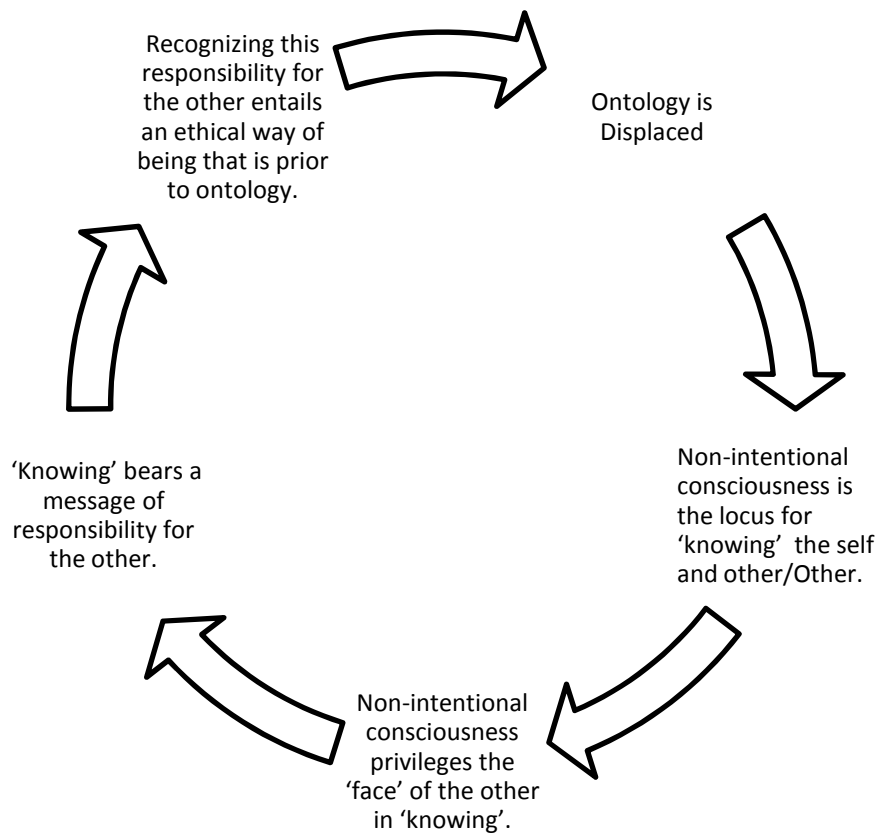 Recognizing this
responsibility for
the other entails
an ethical way of
being that is prior
to ontology.
Ontology is
Displaced
Non-intentional
consciousness is
the locus for
‘knowing’  the self
and other/Other.
Non-intentional
consciousness
privileges the
‘face’ of the other
in ‘knowing’.
‘Knowing’ bears a
message of
responsibility for
the other.